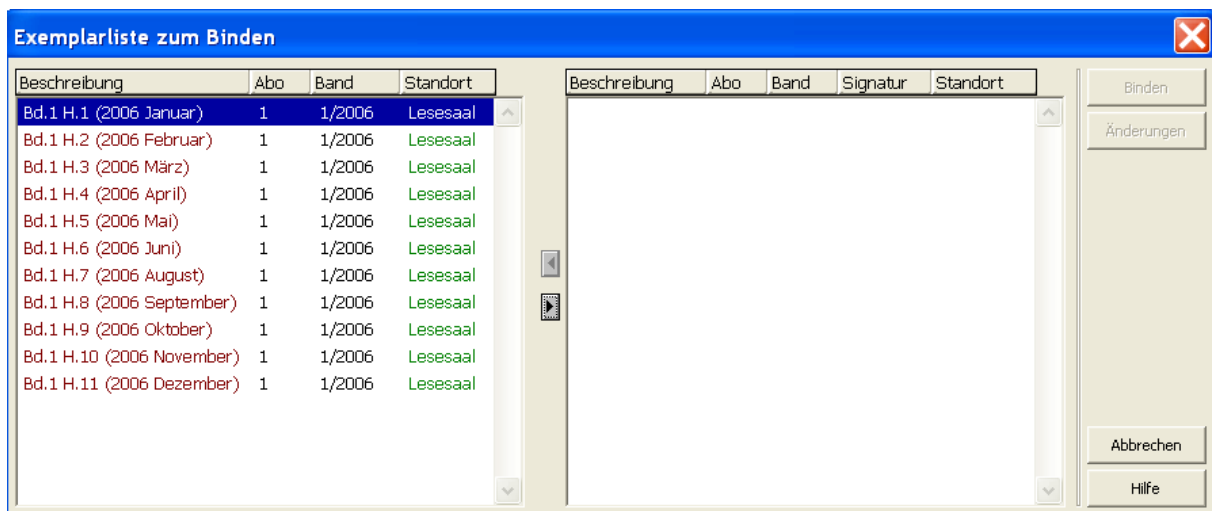 Exemplarliste zum Binden
Beschreibung Abo Band Standort
Bd.1 H.1 (2006 Januar) 1 1/2006 Lesesaal
Bd.1 H.2 (2006 Februar) 1 1/2006 Lesesaal
Bd.1 H.3 (2006 März) 1 1/2006 Lesesaal
Bd.1 H.4 (2006 April) 1 1/2006 Lesesaal
Bd.1 H.5 (2006 Mai) 1 1/2006 Lesesaal
Bd.1 H.6 (2006 Juni) 1 1/2006 Lesesaal
Bd.1 H.7 (2006 August) 1 1/2006 Lesesaal
Bd.1 H.8 (2006 September) 1 1/2006 Lesesaal
Bd.1 H.9 (2006 Oktober) 1 1/2006 Lesesaal
Bd.1 H.10 (2006 November) 1 1/2006 Lesesaal
Bd.1 H.11 (2006 Dezember) 1 1/2006 Lesesaal
Beschreibung Abo Band Signatur Standort
Binden
Änderungen
Abbrechen
Hilfe